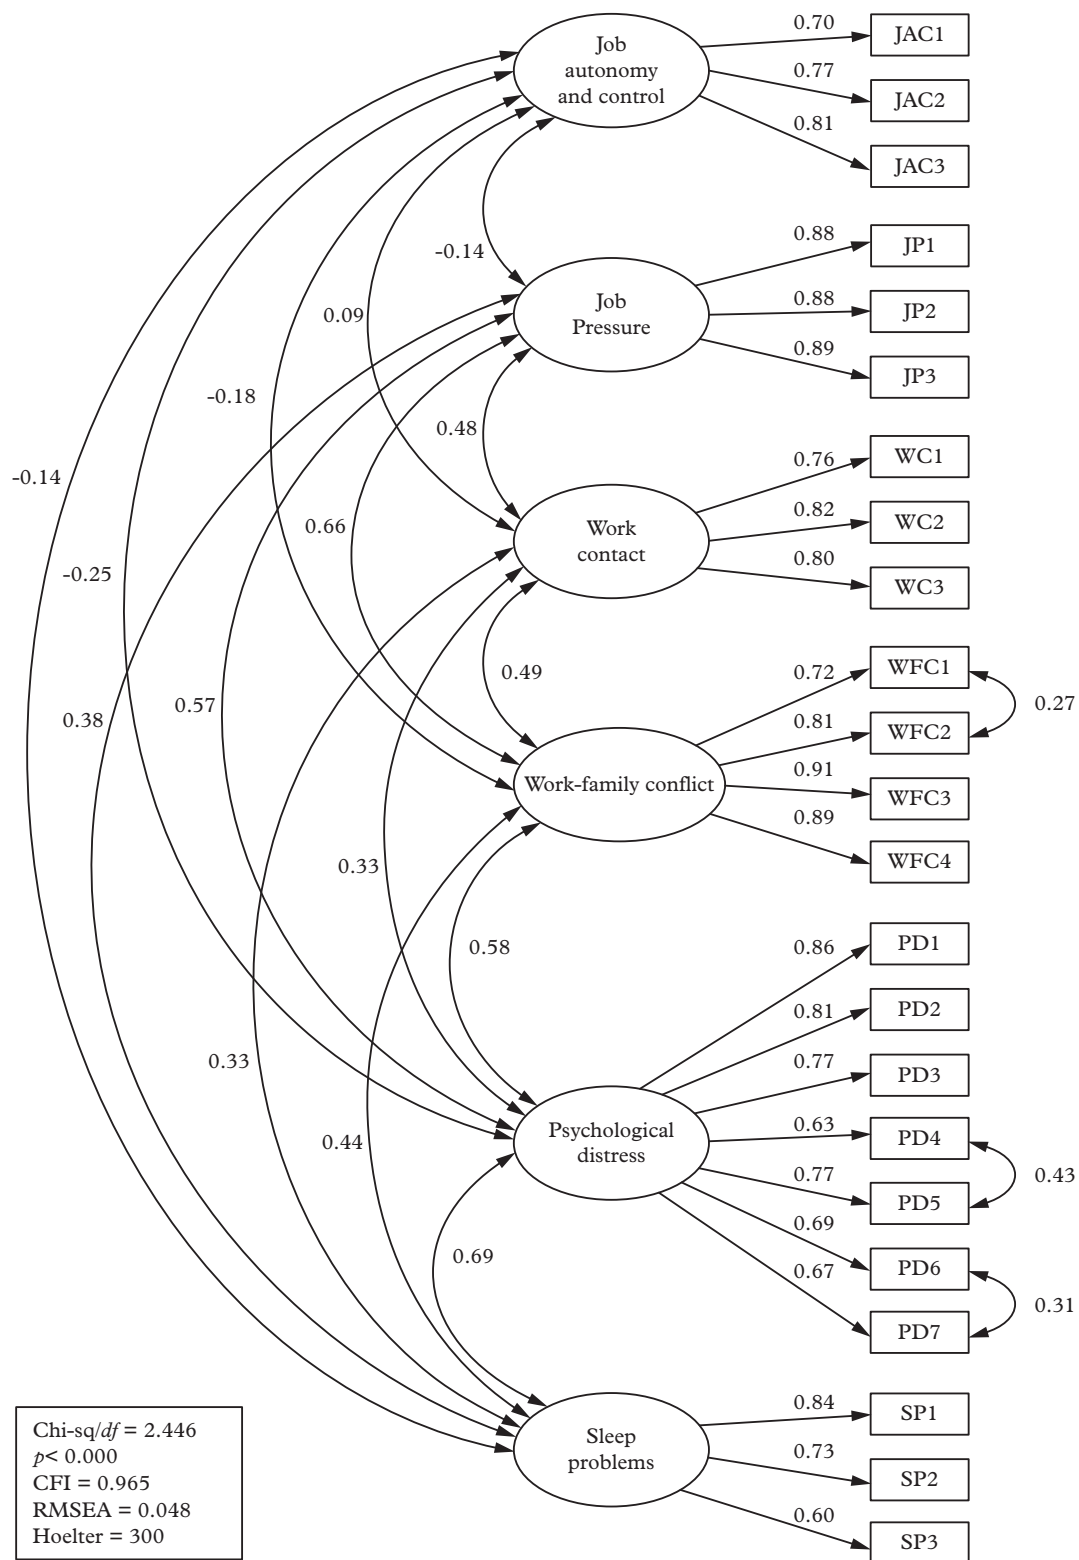 0.70
JAC1
Job
autonomy
and control
0.77
JAC2
0.81
JAC3
-0.14
0.88
JP1
Job
Pressure
0.88
JP2
0.89
JP3
0.09
-0.18
0.48
0.76
WC1
-0.14
0.66
Work
contact
0.82
WC2
0.80
WC3
-0.25
0.49
0.72
WFC1
0.27
0.38
0.57
0.81
WFC2
Work-family conflict
0.91
WFC3
0.89
WFC4
0.33
0.58
0.86
PD1
0.81
PD2
0.33
0.77
PD3
0.44
Psychological
distress
0.63
PD4
0.43
0.77
PD5
0.69
0.69
PD6
0.67
0.31
PD7
Sleep
problems
0.84
SP1
0.73
SP2
0.60
SP3
Chi-sq/df = 2.446
p< 0.000
CFI = 0.965
RMSEA = 0.048
Hoelter = 300